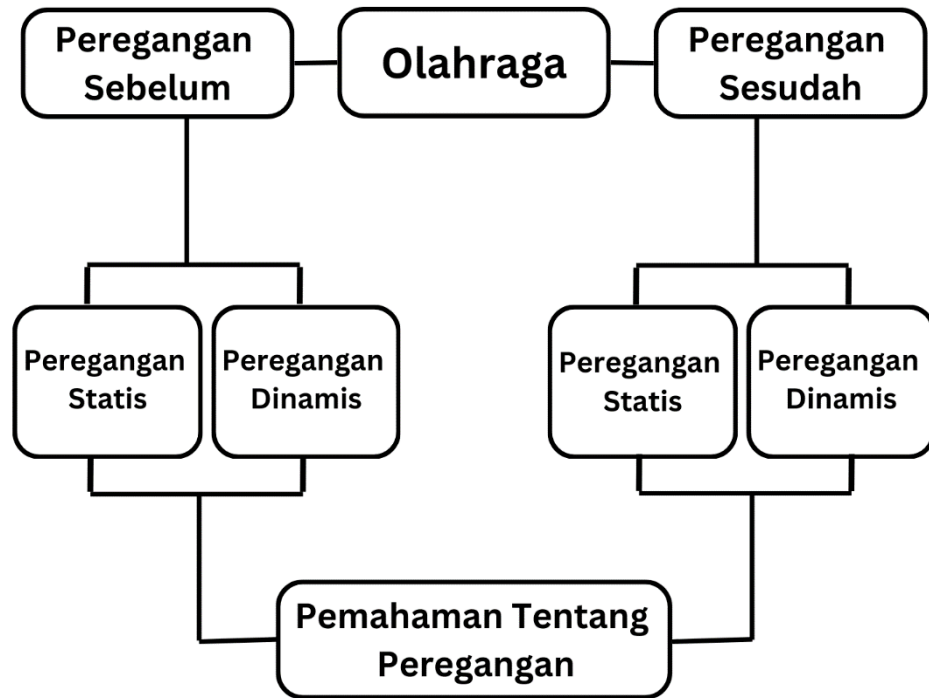 Peregangan
Sebelum
Olahraga
Peregangan
Sesudah
Peregangan
Statis
Peregangan
Dinamis
Peregangan
Statis
Peregangan
Dinamis
Pemahaman Tentang
Peregangan